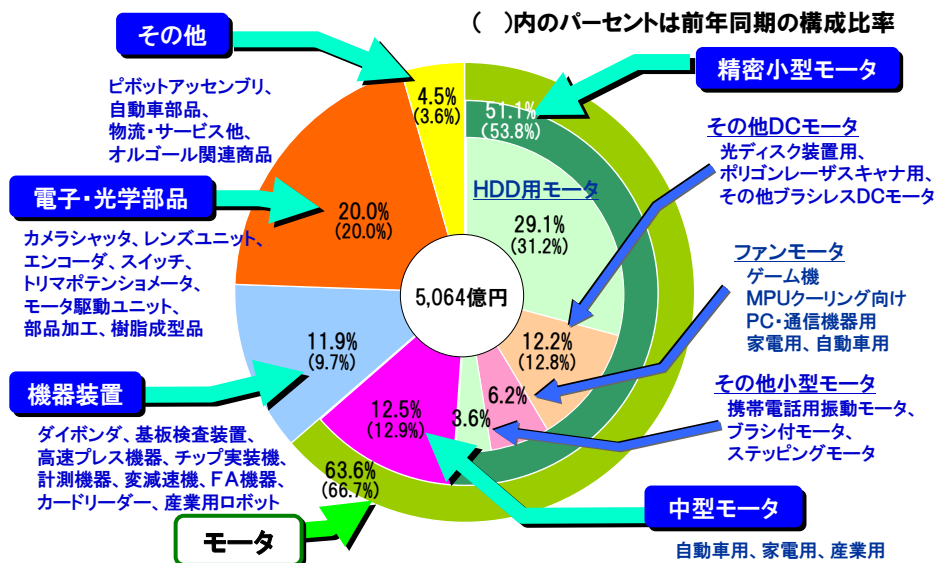 ( )内のパーセントは前年同期の構成比率
その他
ピボットアッセンブリ、
自動車部品、
物流・サービス他、
オルゴール関連商品
4.5%
(3.6%)
精密小型モータ
51.1%
(53.8%)
その他DCモータ
光ディスク装置用、
ポリゴンレーザスキャナ用、
その他ブラシレスDCモータ
電子・光学部品
カメラシャッタ、レンズユニット、
エンコーダ、スイッチ、
トリマポテンショメータ、
モータ駆動ユニット、
部品加工、樹脂成型品
20.0%
(20.0%)
HDD用モータ
29.1%
(31.2%)
5,064億円
ファンモータ
ゲーム機
MPUクーリング向け
PC・通信機器用
家電用、自動車用
11.9%
(9.7%)
12.2%
(12.8%)
6.2%
3.6%
その他小型モータ
携帯電話用振動モータ、
ブラシ付モータ、
ステッピングモータ
機器装置
ダイボンダ、基板検査装置、
高速プレス機器、チップ実装機、
計測機器、変減速機、FA機器、
カードリーダー、産業用ロボット
12.5%
(12.9%)
63.6%
(66.7%)
モータ
中型モータ
自動車用、家電用、産業用